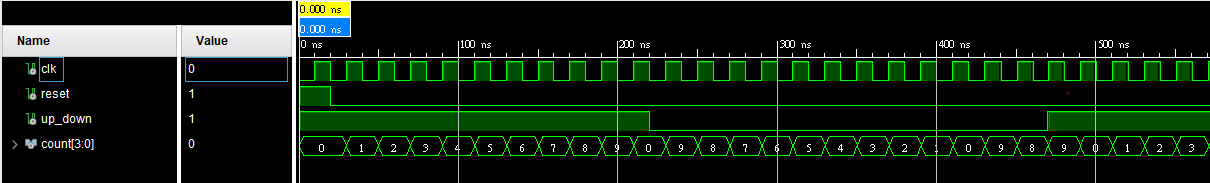 0.000 ns
0.000 ns
Name Value
0 ns 100 ns 200 ns 300 ns 400 ns 500 ns
clk 0
reset 1
up_down 1
count[3:0] 0 0 1 2 3 4 5 6 7 8 9 0 9 8 7 6 5 4 3 2 1 0 9 8 9 0 1 2 3